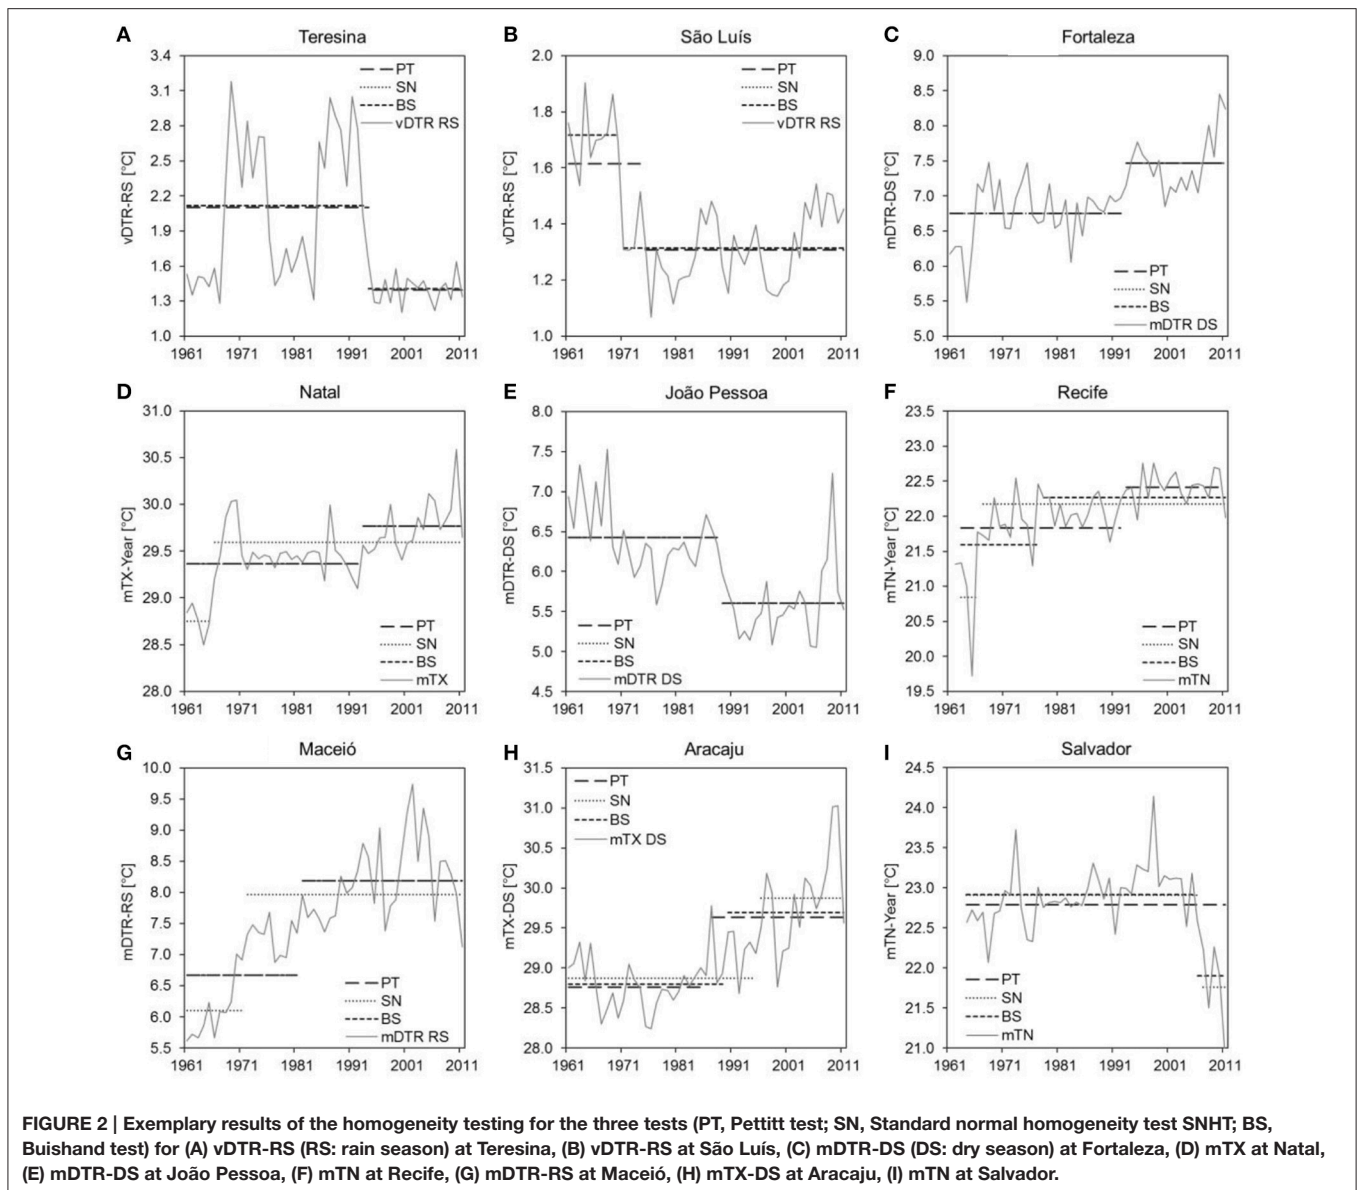 A Teresina
3.4
3.1
2.8
2.5
2.2
1.9
1.6
1.3
1.0
vDTR-RS [°C]
PT
SN
BS
vDTR RS
1961 1971 1981 1991 2001 2011
B São Luís
2.0
1.8
1.6
1.4
1.2
1.0
vDTR-RS [°C]
PT
SN
BS
vDTR RS
1961 1971 1981 1991 2001 2011
C Fortaleza
9.0
8.5
8.0
7.5
7.0
6.5
6.0
5.5
5.0
mDTR-DS [°C]
PT
SN
BS
mDTR DS
1961 1971 1981 1991 2001 2011
D Natal
31.0
30.5
30.0
29.5
29.0
28.5
28.0
mTX-Year [°C]
PT
SN
BS
mTX
1961 1971 1981 1991 2001 2011
E João Pessoa
8.0
7.5
7.0
6.5
6.0
5.5
5.0
4.5
mDTR-DS [°C]
PT
SN
BS
mDTR DS
1961 1971 1981 1991 2001 2011
F Recife
23.5
23.0
22.5
22.0
21.5
21.0
20.5
20.0
19.5
mTN-Year [°C]
PT
SN
BS
mTN
1961 1971 1981 1991 2001 2011
G Maceió
10.0
9.5
9.0
8.5
8.0
7.5
7.0
6.5
6.0
5.5
mDTR-RS [°C]
PT
SN
BS
mDTR RS
1961 1971 1981 1991 2001 2011
H Aracaju
31.5
31.0
30.5
30.0
29.5
29.0
28.5
28.0
mTX-DS [°C]
PT
SN
BS
mTX DS
1961 1971 1981 1991 2001 2011
I Salvador
24.5
24.0
23.5
23.0
22.5
22.0
21.5
21.0
mTN-Year [°C]
PT
SN
BS
mTN
1961 1971 1981 1991 2001 2011
FIGURE 2 | Exemplary results of the homogeneity testing for the three tests (PT, Pettitt test; SN, Standard normal homogeneity test SNHT; BS,
Buishand test) for (A) vDTR-RS (RS: rain season) at Teresina, (B) vDTR-RS at São Luís, (C) mDTR-DS (DS: dry season) at Fortaleza, (D) mTX at Natal,
(E) mDTR-DS at João Pessoa, (F) mTN at Recife, (G) mDTR-RS at Maceió, (H) mTX-DS at Aracaju, (I) mTN at Salvador.